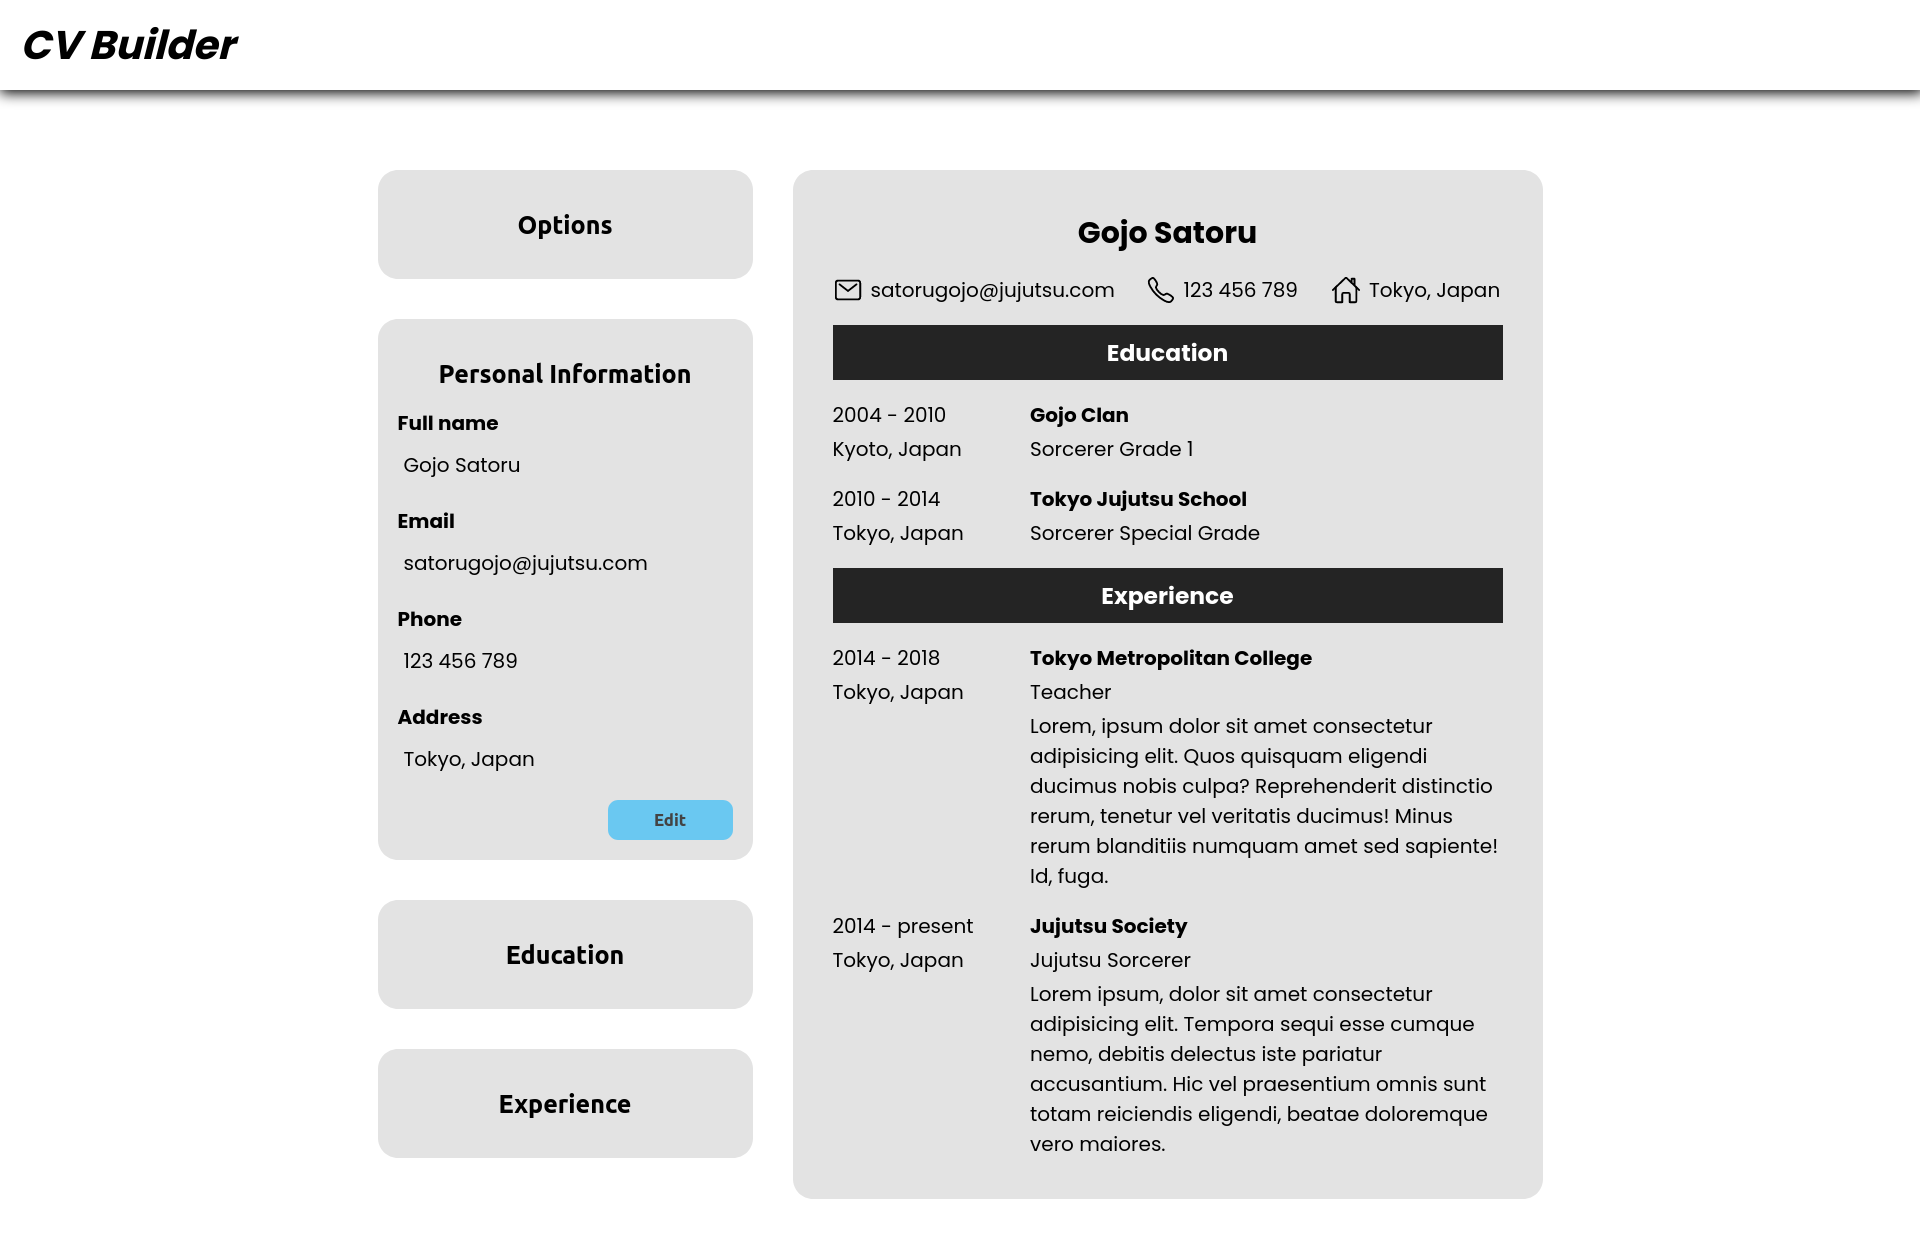 CV Builder
Options
Personal Information
Full name
Gojo Satoru
Email
satorugojo@jujutsu.com
Phone
123 456 789
Address
Tokyo, Japan
Edit
Education
Experience
Gojo Satoru
satorugojo@jujutsu.com 123 456 789 Tokyo, Japan
Education
2004 - 2010 Gojo Clan
Kyoto, Japan Sorcerer Grade 1
2010 - 2014 Tokyo Jujutsu School
Tokyo, Japan Sorcerer Special Grade
Experience
2014 - 2018 Tokyo Metropolitan College
Tokyo, Japan Teacher
Lorem, ipsum dolor sit amet consectetur
adipisicing elit. Quos quisquam eligendi
ducimus nobis culpa? Reprehenderit distinctio
rerum, tenetur vel veritatis ducimus! Minus
rerum blanditiis numquam amet sed sapiente!
Id, fuga.
2014 - present Jujutsu Society
Tokyo, Japan Jujutsu Sorcerer
Lorem ipsum, dolor sit amet consectetur
adipisicing elit. Tempora sequi esse cumque
nemo, debitis delectus iste pariatur
accusantium. Hic vel praesentium omnis sunt
totam reiciendis eligendi, beatae doloremque
vero maiores.